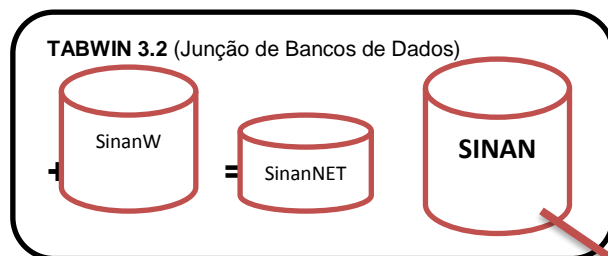 TABWIN 3.2 (Junção de Bancos de Dados)
SinanW
SINAN
+ = SinanNET